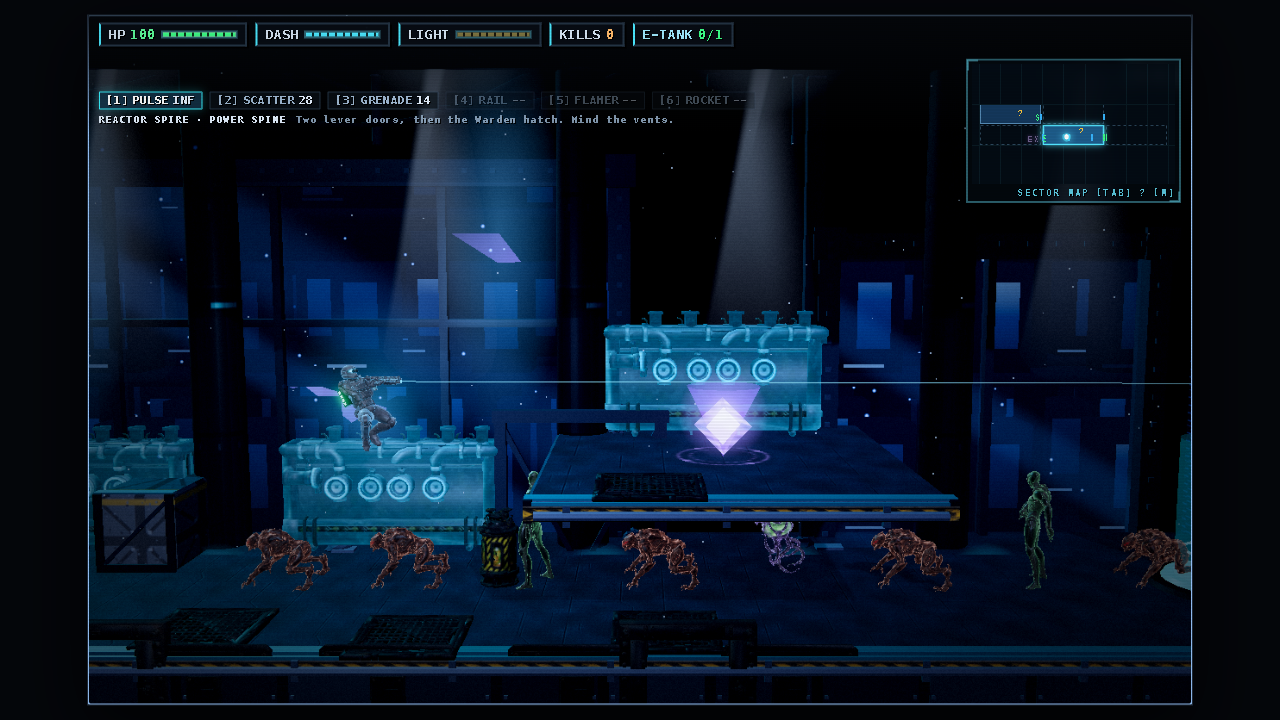 HP 100 DASH LIGHT KILLS 0 E-TANK 0/1
[1] PULSE INF [2] SCATTER 28 [3] GRENADE 14 [4] RAIL -- [5] FLAMER -- [6] ROCKET --
REACTOR SPIRE · POWER SPINE Two lever doors, then the Warden hatch. Mind the vents.
?
?
SECTOR MAP [TAB] ? [M]